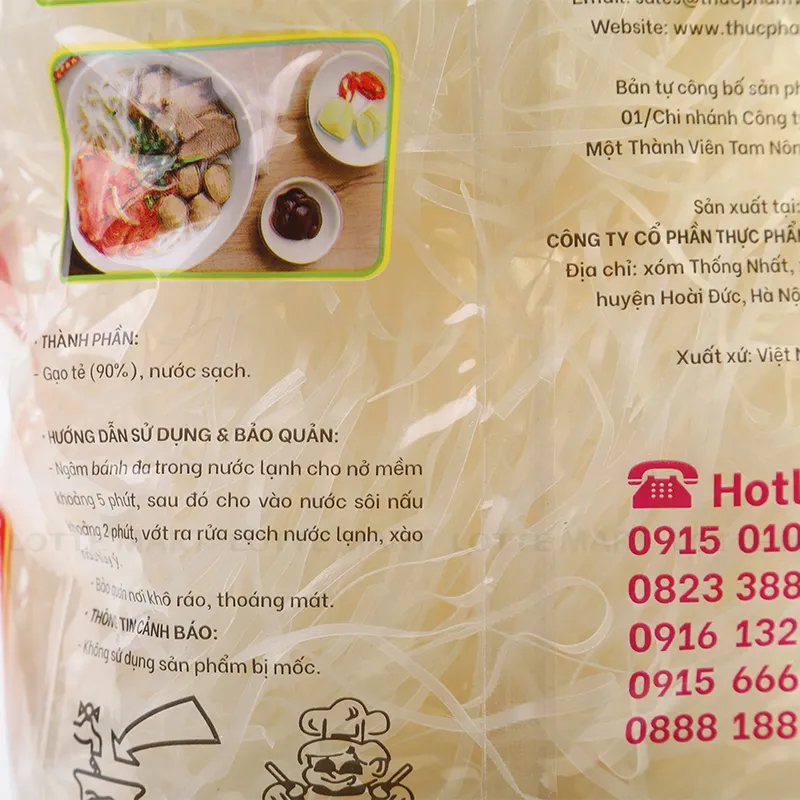 · THÀNH PHẦN:
- Gạo tẻ (90%), nước sạch.
· HƯỚNG DẪN SỬ DỤNG & BẢO QUẢN:
- Ngâm bánh đa trong nước lạnh cho nở mềm
khoảng 5 phút, sau đó cho vào nước sôi nấu
khoảng 2 phút, vớt ra rửa sạch nước lạnh, xào
- Bảo quản nơi khô ráo, thoáng mát.
· THÔNG TIN CẢNH BÁO:
- Không sử dụng sản phẩm bị mốc.
Website: www.thucpha
Bản tự công bố sản ph
01/Chi nhánh Công t
Một Thành Viên Tam Nôn
Sản xuất tại:
CÔNG TY CỔ PHẦN THỰC PHẨ
Địa chỉ: xóm Thống Nhất,
huyện Hoài Đức, Hà Nộ
Xuất xứ: Việt N
Hotl
0915 010
0823 388
0916 132
0915 666
0888 188
LOTTE MART